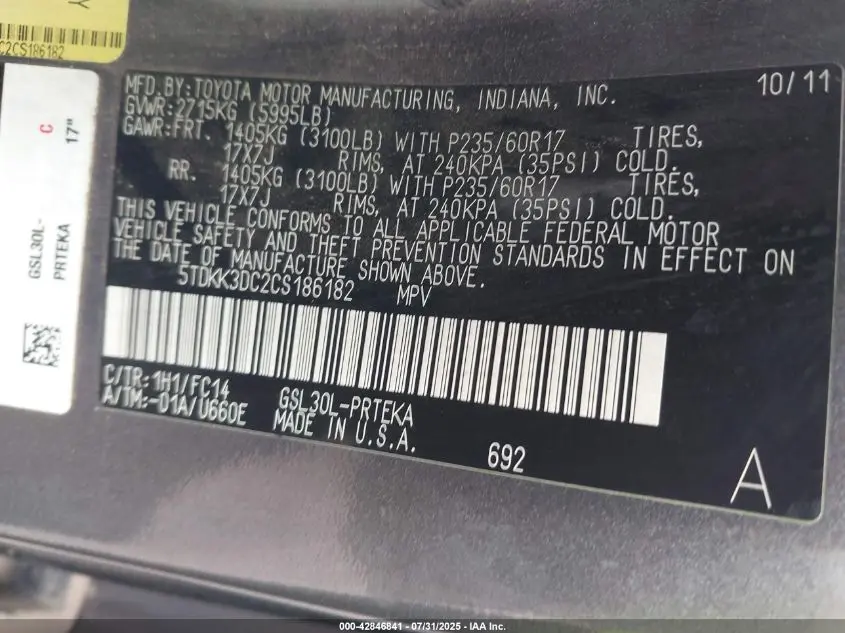 Y
C2CS186182
C
17"
GSL30L-
PRTEKA
MFD.BY:TOYOTA MOTOR MANUFACTURING, INDIANA, INC. 10/11
GVWR:2715KG (5995LB)
GAWR:FRT. 1405KG (3100LB) WITH P235/60R17 TIRES,
17X7J RIMS, AT 240KPA (35PSI) COLD.
RR. 1405KG (3100LB) WITH P235/60R17 TIRES,
17X7J RIMS, AT 240KPA (35PSI) COLD.
THIS VEHICLE CONFORMS TO ALL APPLICABLE FEDERAL MOTOR
VEHICLE SAFETY AND THEFT PREVENTION STANDARDS IN EFFECT ON
THE DATE OF MANUFACTURE SHOWN ABOVE.
5TDKK3DC2CS186182 MPV
C/TR:1H1/FC14
A/TM:-01A/U660E
GSL30L-PRTEKA
MADE IN U.S.A.
692
A
000-42846841 / 07/31/2025 - IAA Inc.